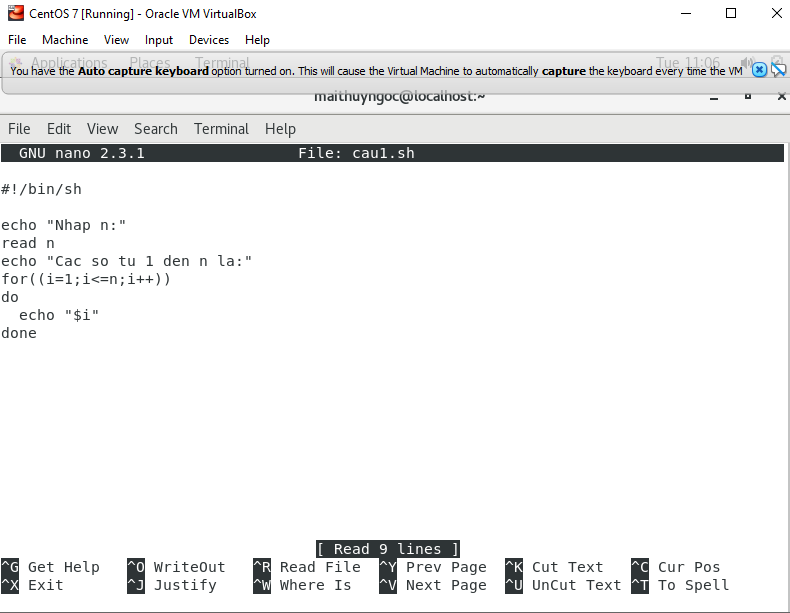 CentOS 7 [Running] - Oracle VM VirtualBox
File Machine View Input Devices Help
Applications Places Terminal Tue 11:06
You have the Auto capture keyboard option turned on. This will cause the Virtual Machine to automatically capture the keyboard every time the VM
maithuyngoc@localhost:~
File Edit View Search Terminal Help
GNU nano 2.3.1 File: cau1.sh
#!/bin/sh
echo "Nhap n:"
read n
echo "Cac so tu 1 den n la:"
for((i=1;i<=n;i++))
do
  echo "$i"
done
[ Read 9 lines ]
^G Get Help ^O WriteOut ^R Read File ^Y Prev Page ^K Cut Text ^C Cur Pos
^X Exit ^J Justify ^W Where Is ^V Next Page ^U UnCut Text ^T To Spell